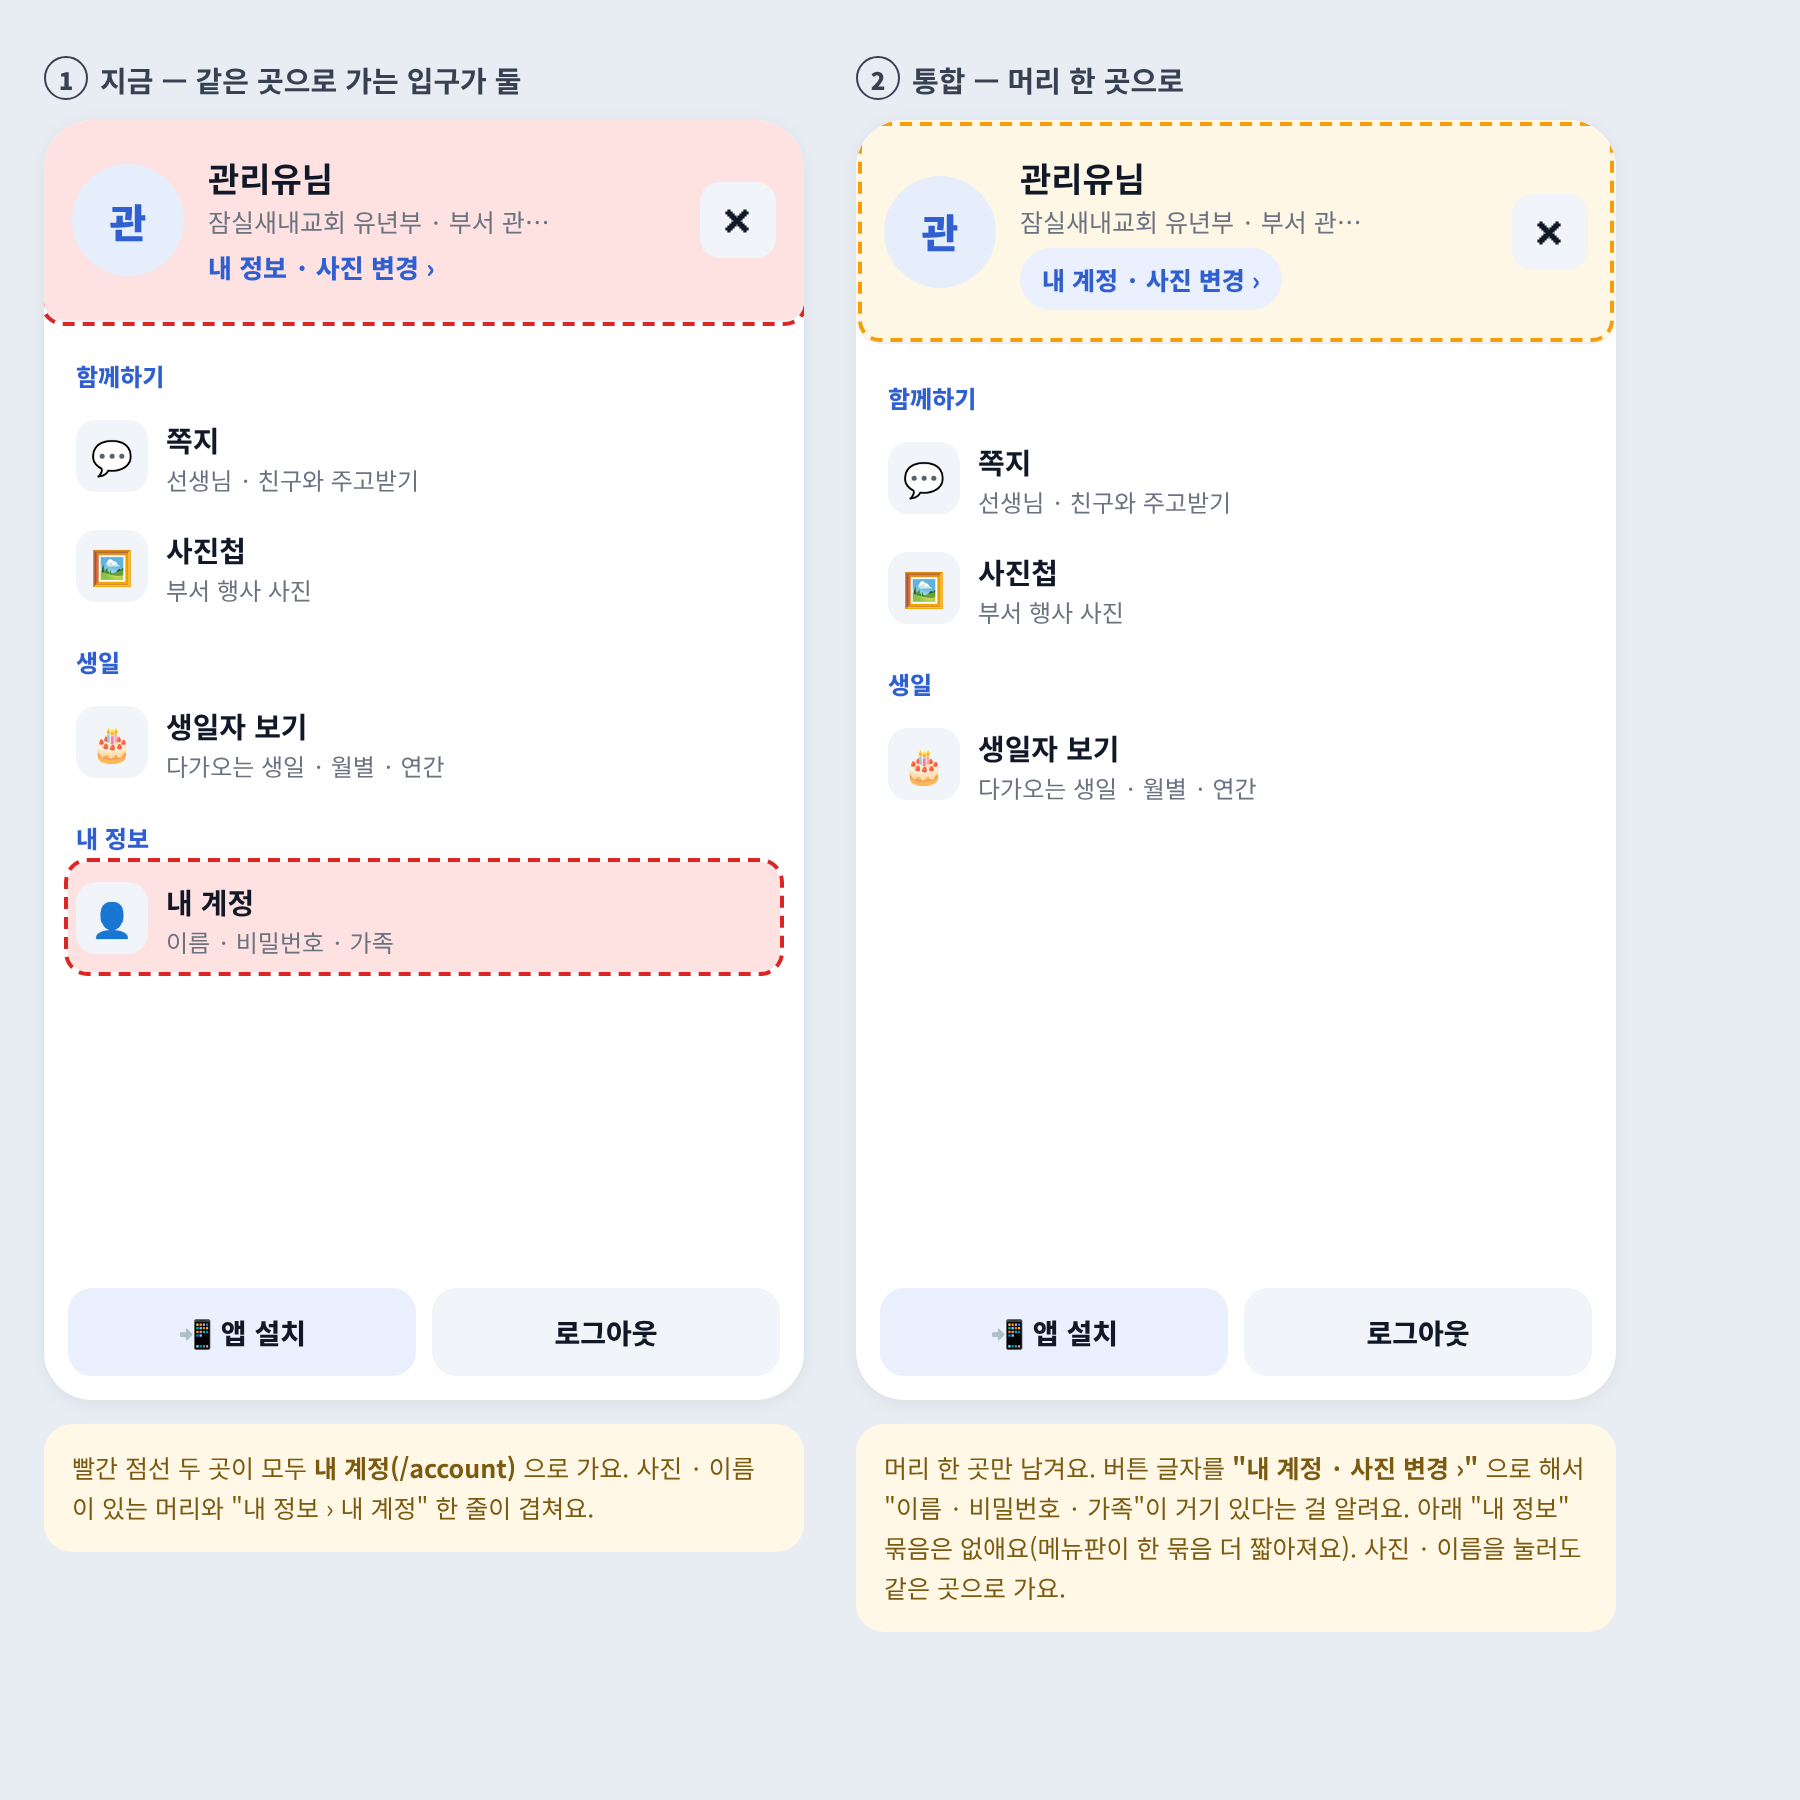 1 지금 — 같은 곳으로 가는 입구가 둘
관
관리유님
잠실새내교회 유년부 · 부서 관…
내 정보 · 사진 변경 ›
×
함께하기
쪽지
선생님 · 친구와 주고받기
사진첩
부서 행사 사진
생일
생일자 보기
다가오는 생일 · 월별 · 연간
내 정보
내 계정
이름 · 비밀번호 · 가족
앱 설치
로그아웃
빨간 점선 두 곳이 모두 내 계정(/account) 으로 가요. 사진 · 이름
이 있는 머리와 "내 정보 › 내 계정" 한 줄이 겹쳐요.
2 통합 — 머리 한 곳으로
관
관리유님
잠실새내교회 유년부 · 부서 관…
내 계정 · 사진 변경 ›
×
함께하기
쪽지
선생님 · 친구와 주고받기
사진첩
부서 행사 사진
생일
생일자 보기
다가오는 생일 · 월별 · 연간
앱 설치
로그아웃
머리 한 곳만 남겨요. 버튼 글자를 "내 계정 · 사진 변경 ›" 으로 해서
"이름 · 비밀번호 · 가족"이 거기 있다는 걸 알려요. 아래 "내 정보"
묶음은 없애요(메뉴판이 한 묶음 더 짧아져요). 사진 · 이름을 눌러도
같은 곳으로 가요.